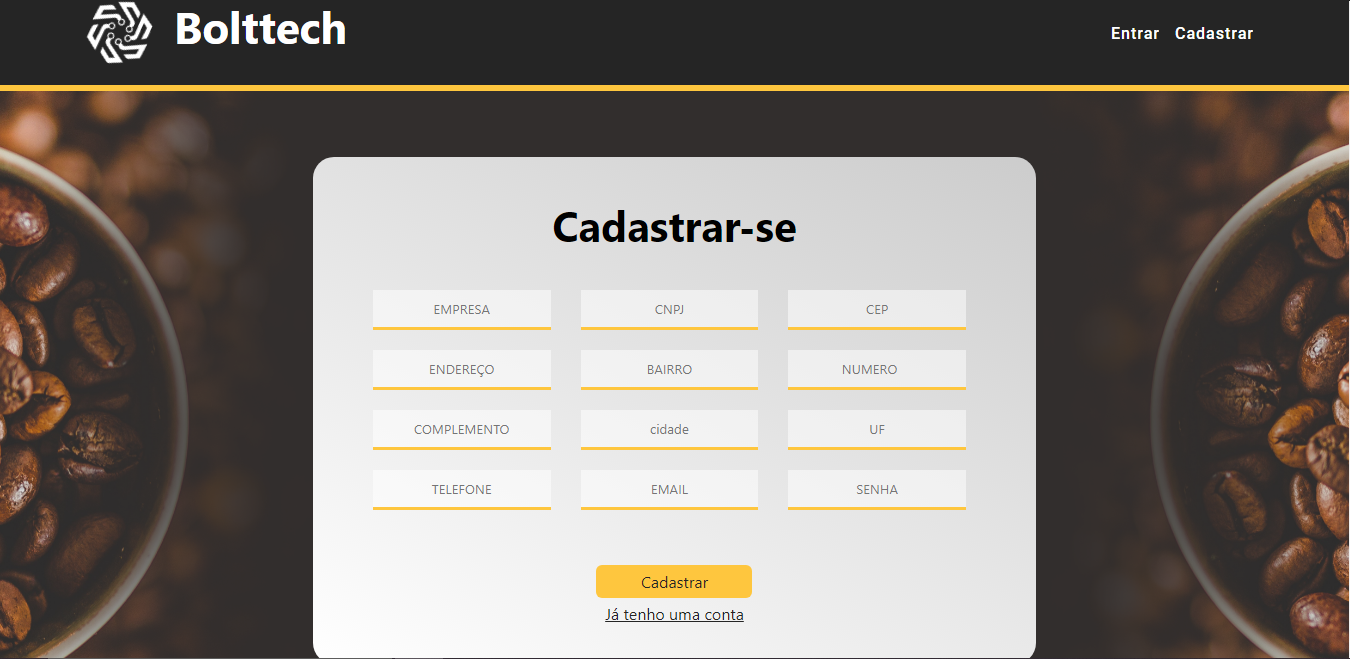 Bolttech
Entrar Cadastrar
Cadastrar-se
EMPRESA CNPJ CEP
ENDEREÇO BAIRRO NUMERO
COMPLEMENTO cidade UF
TELEFONE EMAIL SENHA
Cadastrar
Já tenho uma conta